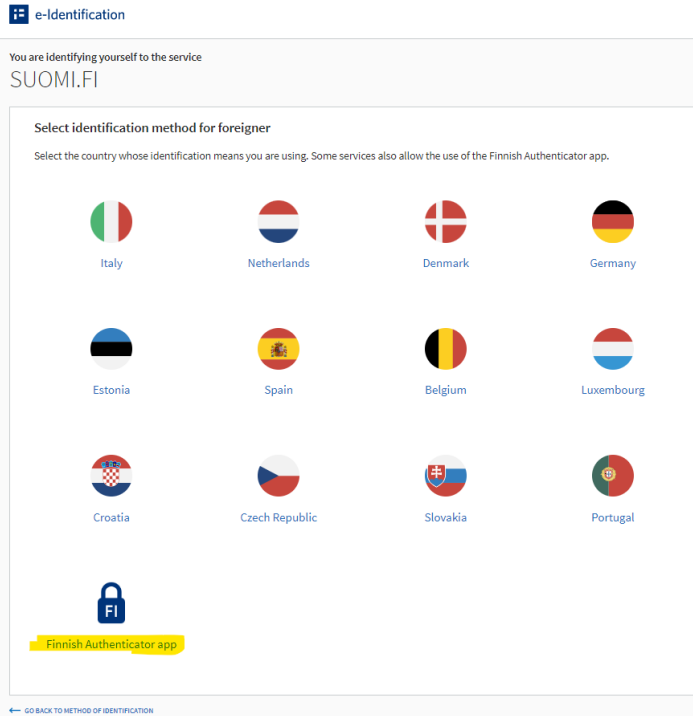 e-Identification
You are identifying yourself to the service
SUOMI.FI
Select identification method for foreigner
Select the country whose identification means you are using. Some services also allow the use of the Finnish Authenticator app.
Italy
Netherlands
Denmark
Germany
Estonia
Spain
Belgium
Luxembourg
Croatia
Czech Republic
Slovakia
Portugal
FI
Finnish Authenticator app
GO BACK TO METHOD OF IDENTIFICATION